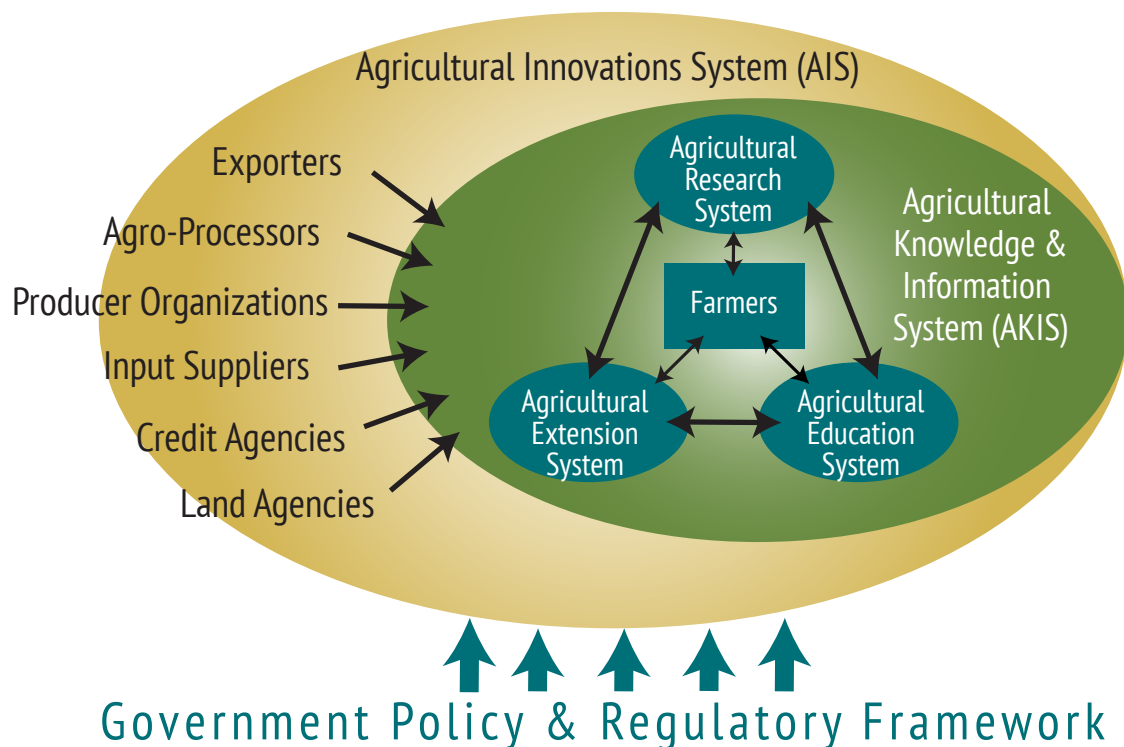 Agricultural Innovations System (AIS)
Exporters
Agro-Processors
Producer Organizations
Input Suppliers
Credit Agencies
Land Agencies
Agricultural
Research
System
Farmers
Agricultural
Extension
System
Agricultural
Education
System
Agricultural
Knowledge &
Information
System (AKIS)
Government Policy & Regulatory Framework